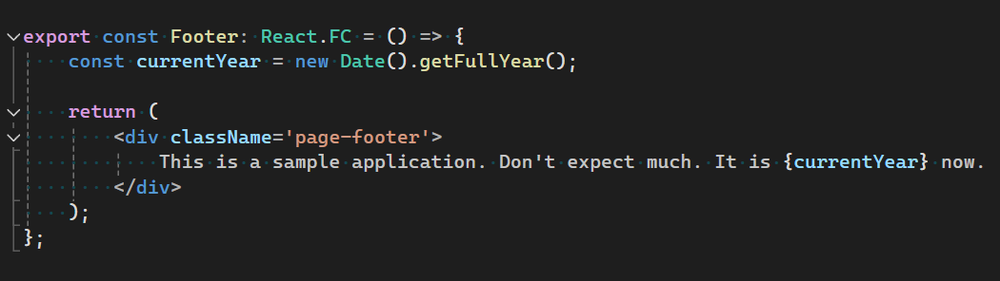 export const Footer: React.FC = () => {
    const currentYear = new Date().getFullYear();

    return (
        <div className='page-footer'>
            This is a sample application. Don't expect much. It is {currentYear} now.
        </div>
    );
};